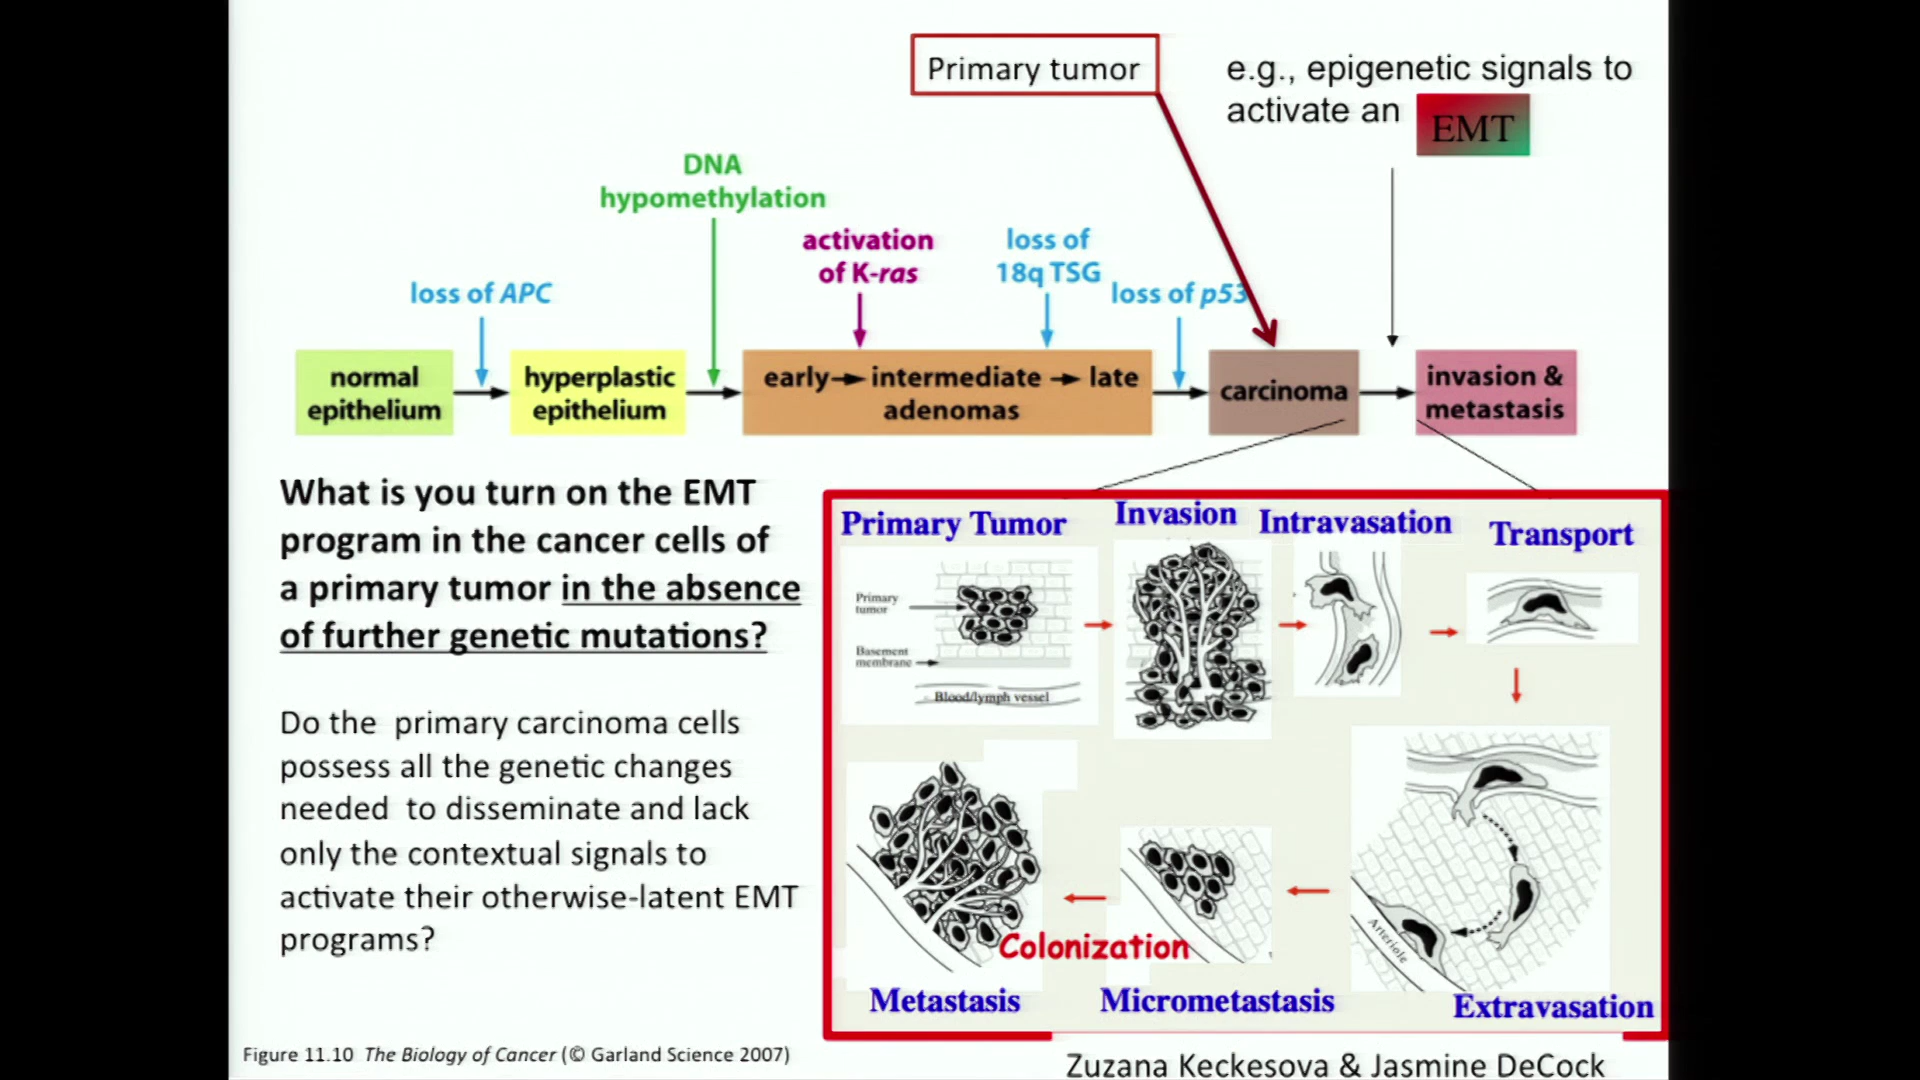 Primary tumor
e.g., epigenetic signals to
activate an EMT
DNA
hypomethylation
activation
of K-ras
loss of
18q TSG
loss of APC
loss of p53
normal
epithelium
hyperplastic
epithelium
early → intermediate → late
adenomas
carcinoma
invasion &
metastasis
What is you turn on the EMT
program in the cancer cells of
a primary tumor in the absence
of further genetic mutations?
Do the primary carcinoma cells
possess all the genetic changes
needed to disseminate and lack
only the contextual signals to
activate their otherwise-latent EMT
programs?
Primary Tumor
Invasion
Intravasation
Transport
Primary
tumor
Basement
membrane
Blood/lymph vessel
Arteriole
Colonization
Metastasis
Micrometastasis
Extravasation
Figure 11.10 The Biology of Cancer (© Garland Science 2007)
Zuzana Keckesova & Jasmine DeCock